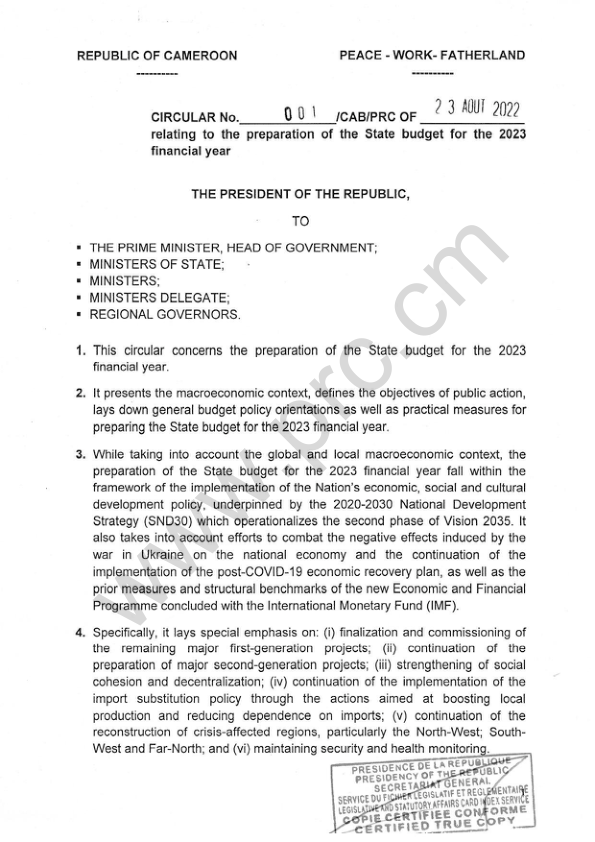 REPUBLIC OF CAMEROON
----------
PEACE - WORK- FATHERLAND
----------
CIRCULAR No. 001 /CAB/PRC OF 23 AOUT 2022
relating to the preparation of the State budget for the 2023
financial year
THE PRESIDENT OF THE REPUBLIC,
TO
▪ THE PRIME MINISTER, HEAD OF GOVERNMENT;
▪ MINISTERS OF STATE;
▪ MINISTERS;
▪ MINISTERS DELEGATE;
▪ REGIONAL GOVERNORS.
1. This circular concerns the preparation of the State budget for the 2023
financial year.
2. It presents the macroeconomic context, defines the objectives of public action,
lays down general budget policy orientations as well as practical measures for
preparing the State budget for the 2023 financial year.
3. While taking into account the global and local macroeconomic context, the
preparation of the State budget for the 2023 financial year fall within the
framework of the implementation of the Nation's economic, social and cultural
development policy, underpinned by the 2020-2030 National Development
Strategy (SND30) which operationalizes the second phase of Vision 2035. It
also takes into account efforts to combat the negative effects induced by the
war in Ukraine on the national economy and the continuation of the
implementation of the post-COVID-19 economic recovery plan, as well as the
prior measures and structural benchmarks of the new Economic and Financial
Programme concluded with the International Monetary Fund (IMF).
4. Specifically, it lays special emphasis on: (i) finalization and commissioning of
the remaining major first-generation projects; (ii) continuation of the
preparation of major second-generation projects; (iii) strengthening of social
cohesion and decentralization; (iv) continuation of the implementation of the
import substitution policy through the actions aimed at boosting local
production and reducing dependence on imports; (v) continuation of the
reconstruction of crisis-affected regions, particularly the North-West; South-
West and Far-North; and (vi) maintaining security and health monitoring.
PRESIDENCE DE LA REPUBLIQUE
PRESIDENCY OF THE REPUBLIC
SECRETARIAT GENERAL
SERVICE DU FICHIER LEGISLATIF ET REGLEMENTAIRE
LEGISLATIVE AND STATUTORY AFFAIRS CARD INDEX SERVICE
COPIE CERTIFIEE CONFORME
CERTIFIED TRUE COPY
www.prc.cm